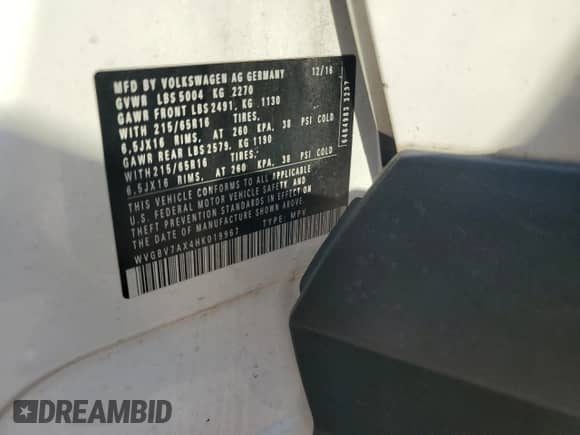 MFD BY VOLKSWAGEN AG GERMANY 12/16
GVWR LBS 5004 KG 2270
GAWR FRONT LBS 2491, KG 1130
WITH 215/65R16 TIRES,
6,5JX16 RIMS, AT 260 KPA, 38 PSI COLD
GAWR REAR LBS 2579, KG 1190
WITH 215/65R16 TIRES,
6,5JX16 RIMS, AT 260 KPA, 38 PSI COLD
THIS VEHICLE CONFORMS TO ALL APPLICABLE
U.S. FEDERAL MOTOR VEHICLE SAFETY AND
THEFT PREVENTION STANDARDS IN EFFECT ON
THE DATE OF MANUFACTURE SHOWN ABOVE.
WVGBV7AX4HK019967 TYPE: MPV
DREAMBID